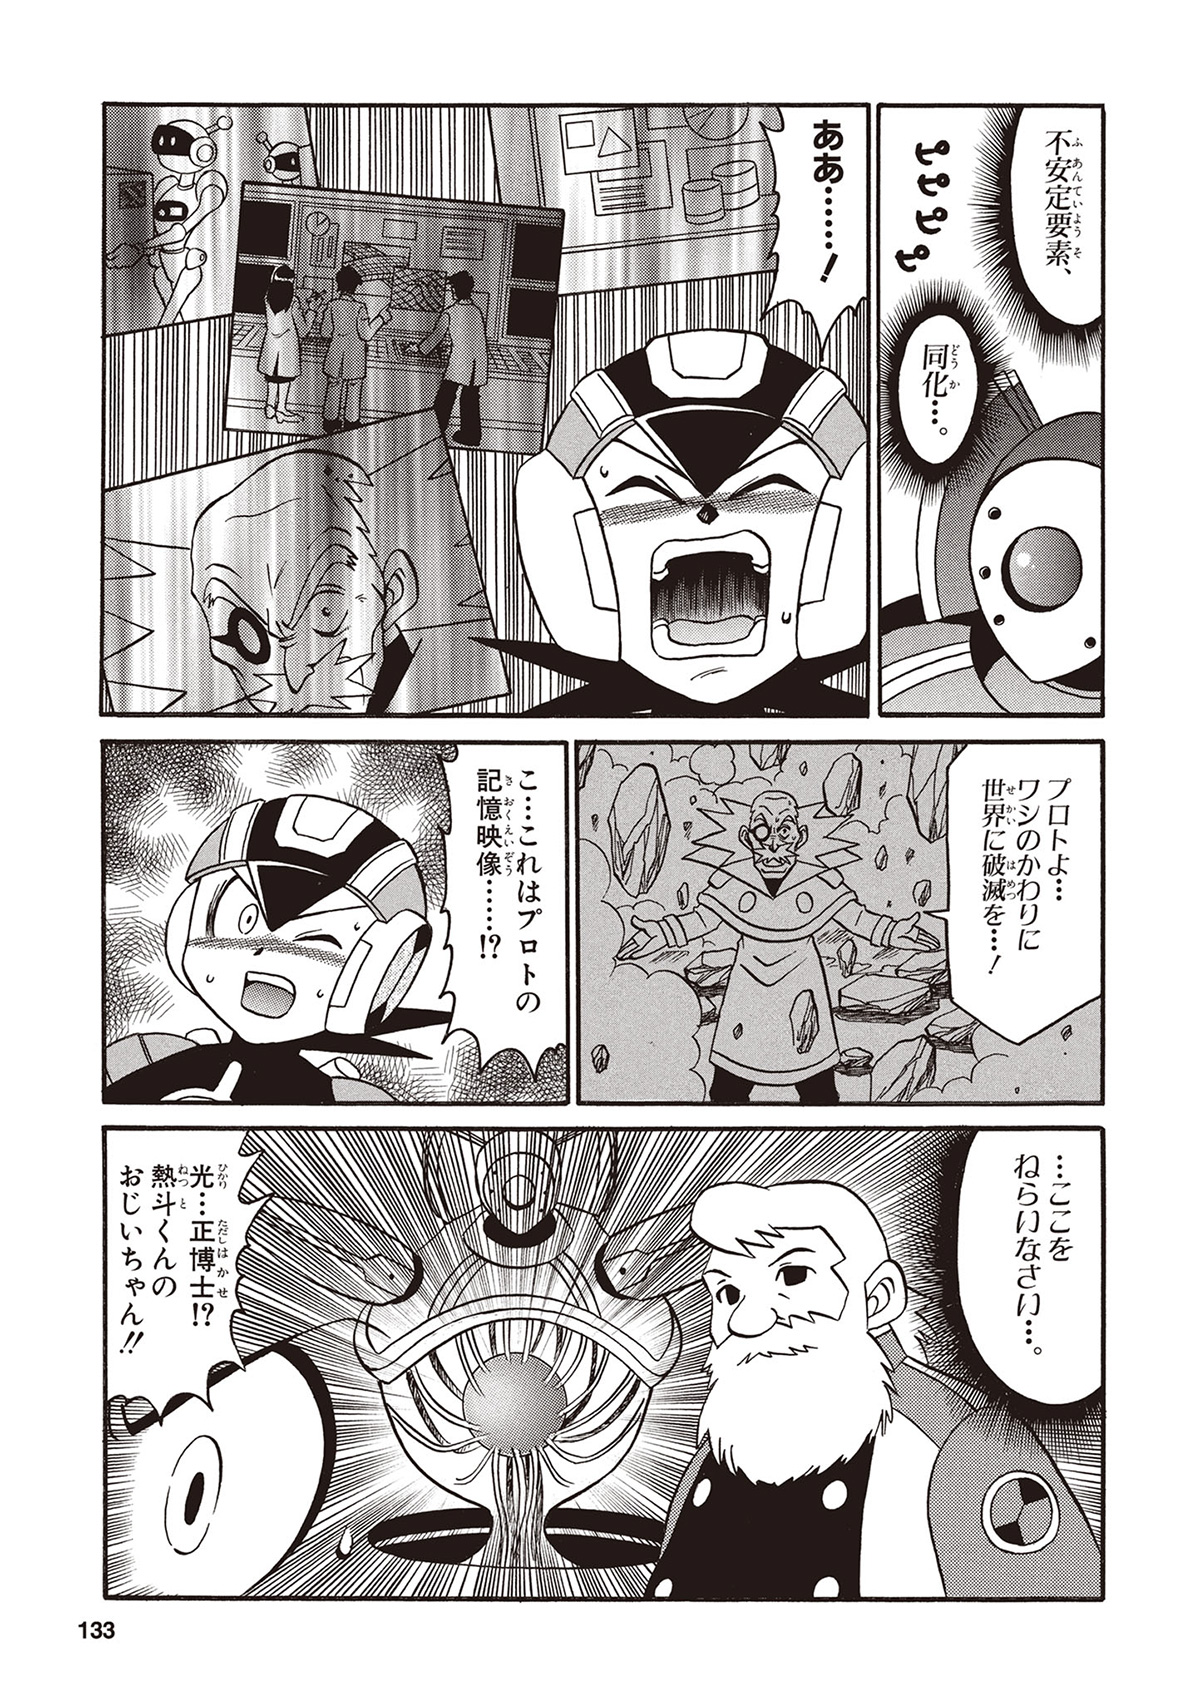 不安定要素、
ピピピピ
同化…。
ああ……！
プロトよ…
ワシのかわりに
世界に破滅を…！
こ…これはプロトの
記憶映像……!?
…ここを
ねらいなさい…。
光…正博士!?
熱斗くんの
おじいちゃん!!
133